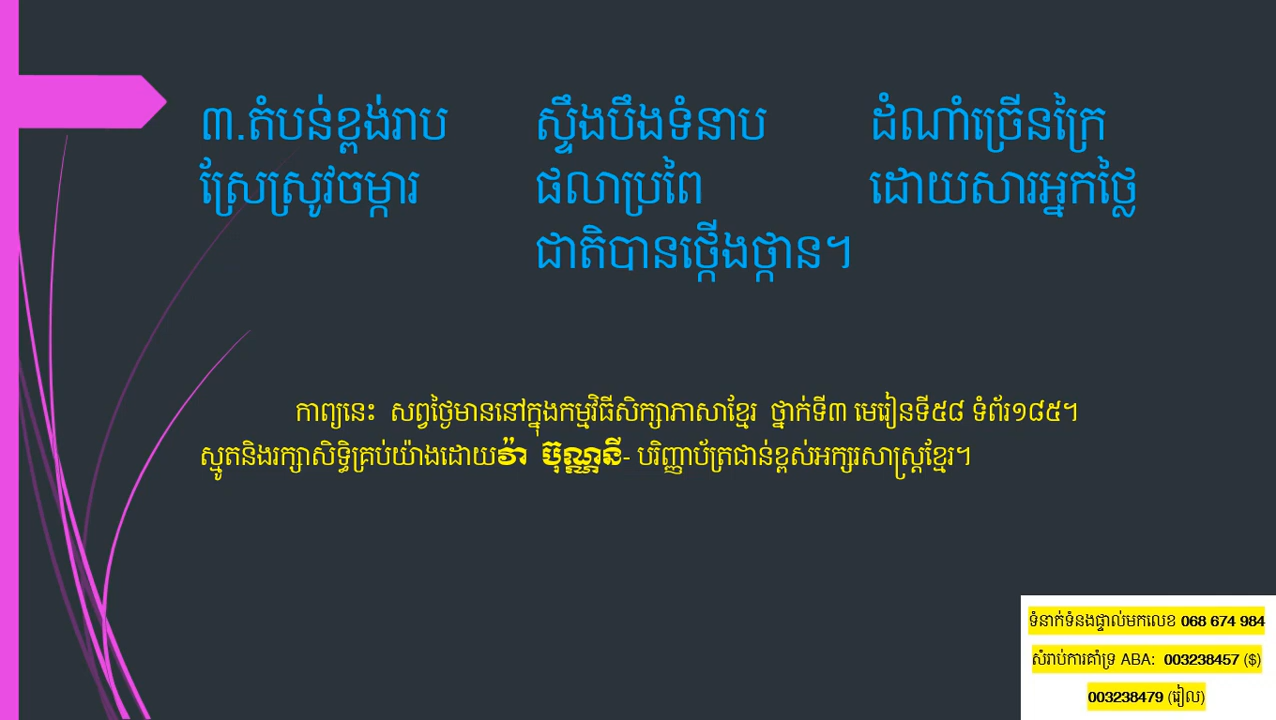 ៣.តំបន់ខ្ពង់រាប ស្ទឹងបឹងទំនាប ដំណាំច្រើនក្រៃ
ស្រែស្រូវចម្ការ ផលាប្រពៃ ដោយសារអ្នកថ្លៃ
ជាតិបានថ្កើងថ្កាន។
កាព្យនេះ សព្វថ្ងៃមាននៅក្នុងកម្មវិធីសិក្សាភាសាខ្មែរ ថ្នាក់ទី៣ មេរៀនទី៥៨ ទំព័រ១៨៥។
ស្មូតនិងរក្សាសិទ្ធិគ្រប់យ៉ាងដោយវ៉ា ប៊ុណ្ណនី- បរិញ្ញាប័ត្រជាន់ខ្ពស់អក្សរសាស្ត្រខ្មែរ។
ទំនាក់ទំនងផ្ទាល់មកលេខ 068 674 984
សំរាប់ការគាំទ្រ ABA: 003238457 ($)
003238479 (រៀល)